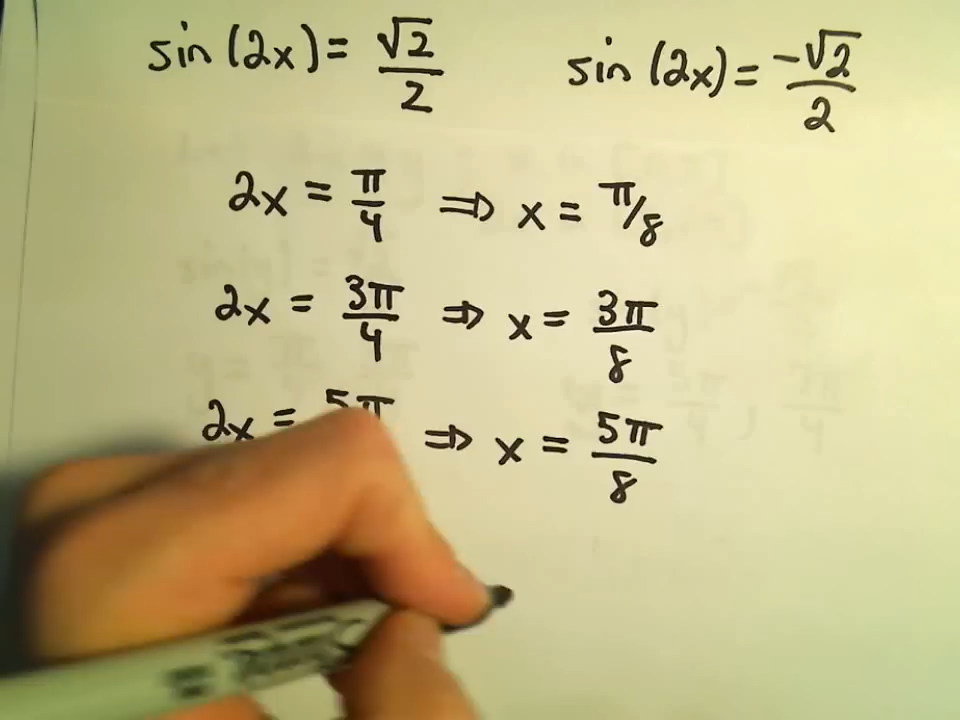 sin(2x) = √2/2 sin(2x) = -√2/2
2x = π/4 ⇒ x = π/8
2x = 3π/4 ⇒ x = 3π/8
2x = 5π ⇒ x = 5π/8